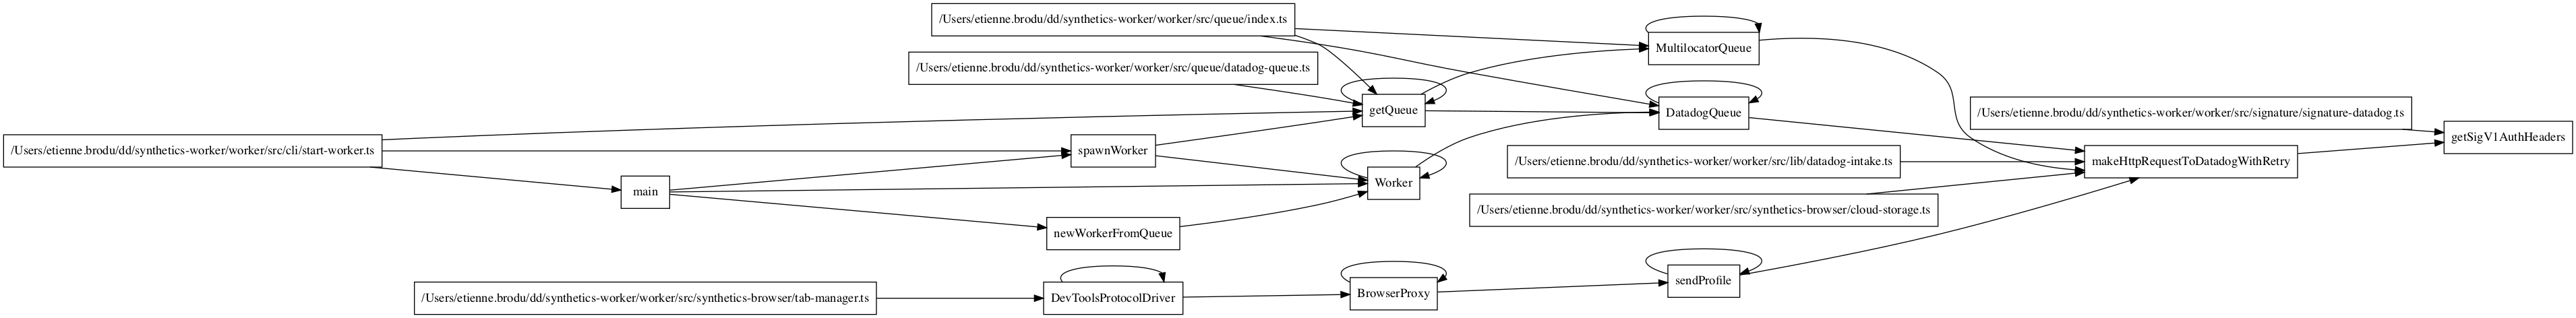 /Users/etienne.brodu/dd/synthetics-worker/worker/src/queue/index.ts
MultilocatorQueue
/Users/etienne.brodu/dd/synthetics-worker/worker/src/queue/datadog-queue.ts
getQueue
DatadogQueue
/Users/etienne.brodu/dd/synthetics-worker/worker/src/signature/signature-datadog.ts
getSigV1AuthHeaders
/Users/etienne.brodu/dd/synthetics-worker/worker/src/cli/start-worker.ts
spawnWorker
/Users/etienne.brodu/dd/synthetics-worker/worker/src/lib/datadog-intake.ts
makeHttpRequestToDatadogWithRetry
main
Worker
/Users/etienne.brodu/dd/synthetics-worker/worker/src/synthetics-browser/cloud-storage.ts
newWorkerFromQueue
sendProfile
/Users/etienne.brodu/dd/synthetics-worker/worker/src/synthetics-browser/tab-manager.ts
DevToolsProtocolDriver
BrowserProxy